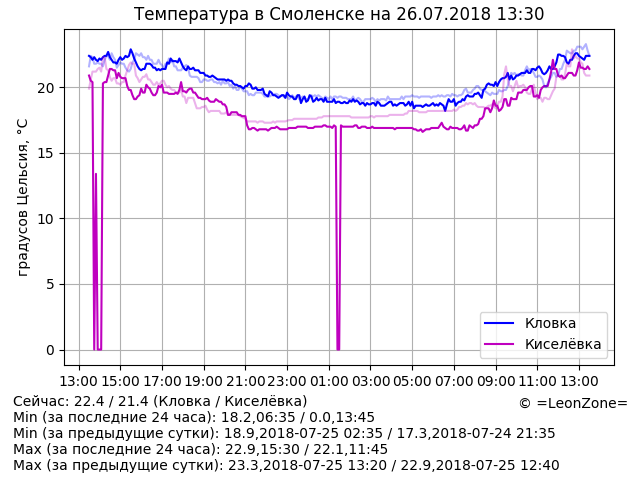 Температура в Смоленске на 26.07.2018 13:30
градусов Цельсия, °C
20
15
10
5
0
Кловка
Киселёвка
13:00 15:00 17:00 19:00 21:00 23:00 01:00 03:00 05:00 07:00 09:00 11:00 13:00
Сейчас: 22.4 / 21.4 (Кловка / Киселёвка)
© =LeonZone=
Min (за последние 24 часа): 18.2,06:35 / 0.0,13:45
Min (за предыдущие сутки): 18.9,2018-07-25 02:35 / 17.3,2018-07-24 21:35
Max (за последние 24 часа): 22.9,15:30 / 22.1,11:45
Max (за предыдущие сутки): 23.3,2018-07-25 13:20 / 22.9,2018-07-25 12:40